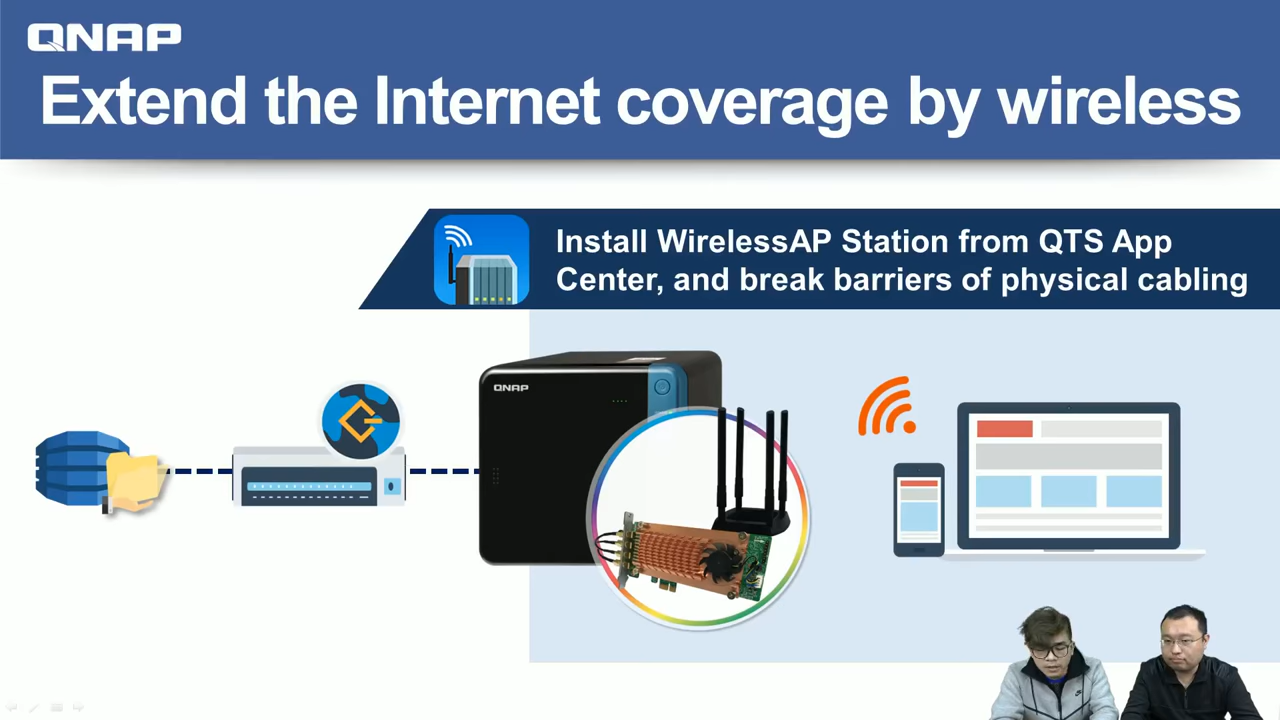 QNAP
Extend the Internet coverage by wireless
Install WirelessAP Station from QTS App
Center, and break barriers of physical cabling
QNAP